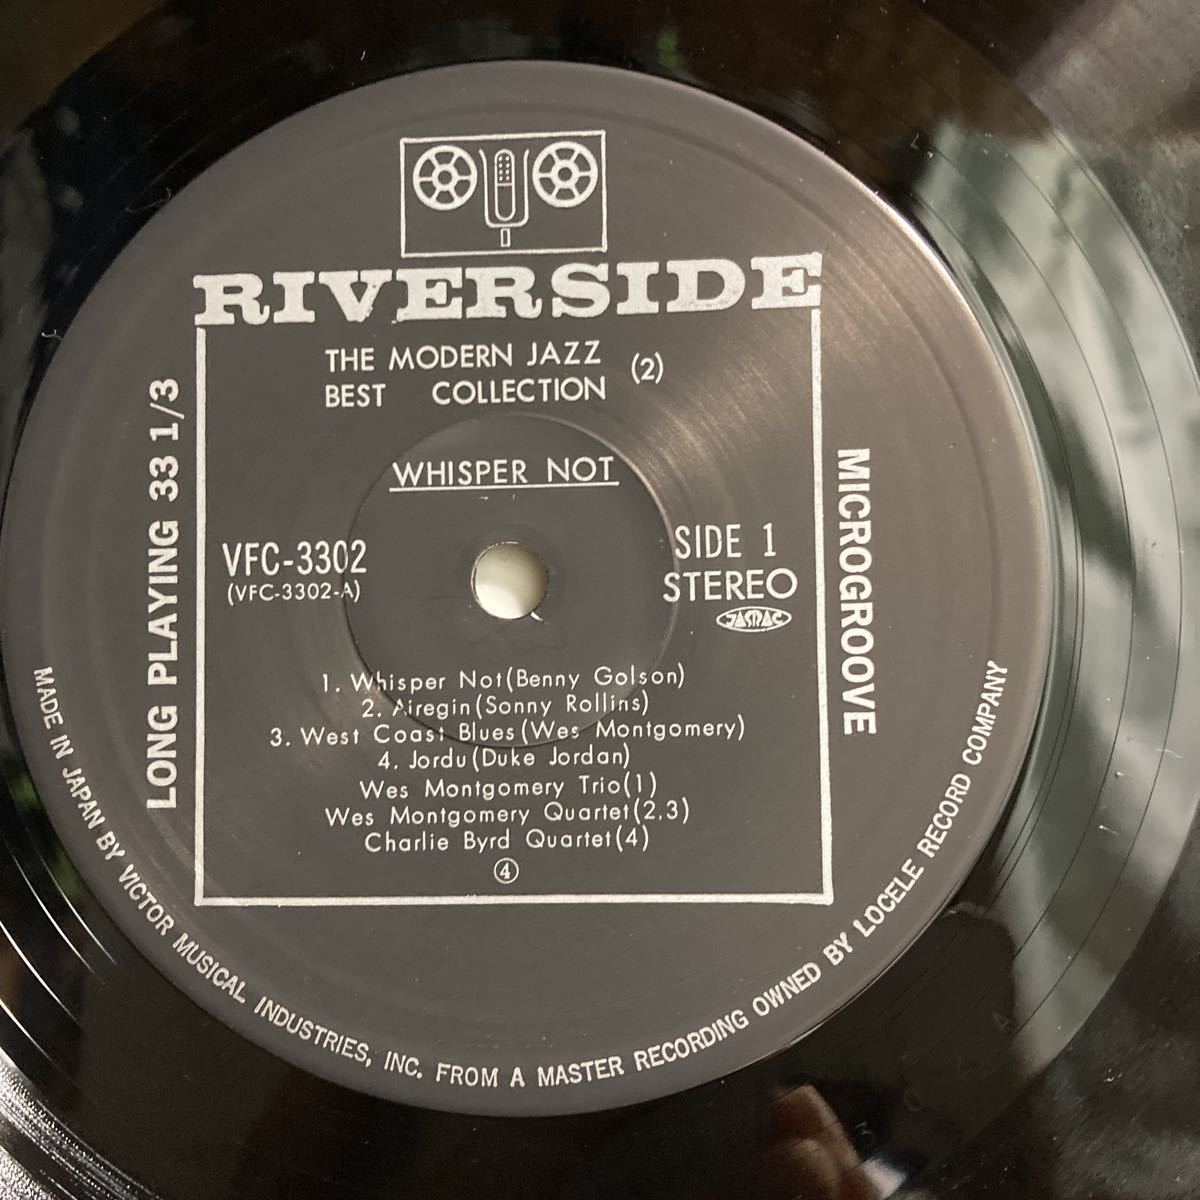 RIVERSIDE
THE MODERN JAZZ
BEST COLLECTION (2)
WHISPER NOT
VFC-3302
(VFC-3302-A)
SIDE 1
STEREO
JASRAC
1. Whisper Not (Benny Golson)
2. Airegin (Sonny Rollins)
3. West Coast Blues (Wes Montgomery)
4. Jordu (Duke Jordan)
Wes Montgomery Trio (1)
Wes Montgomery Quartet (2.3)
Charlie Byrd Quartet (4)
④
LONG PLAYING 33 1/3
MICROGROOVE
MADE IN JAPAN BY VICTOR MUSICAL INDUSTRIES, INC. FROM A MASTER RECORDING OWNED BY LOCELE RECORD COMPANY